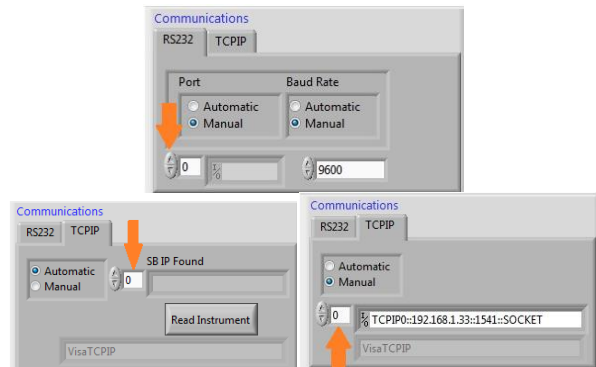 Communications
RS232 TCPIP
Port Baud Rate
Automatic Automatic
Manual Manual
0 I/O 9600
Communications
RS232 TCPIP
Automatic
Manual
0
SB IP Found
Read Instrument
VisaTCPIP
Communications
RS232 TCPIP
Automatic
Manual
0 I/O TCPIP0::192.168.1.33::1541::SOCKET
VisaTCPIP